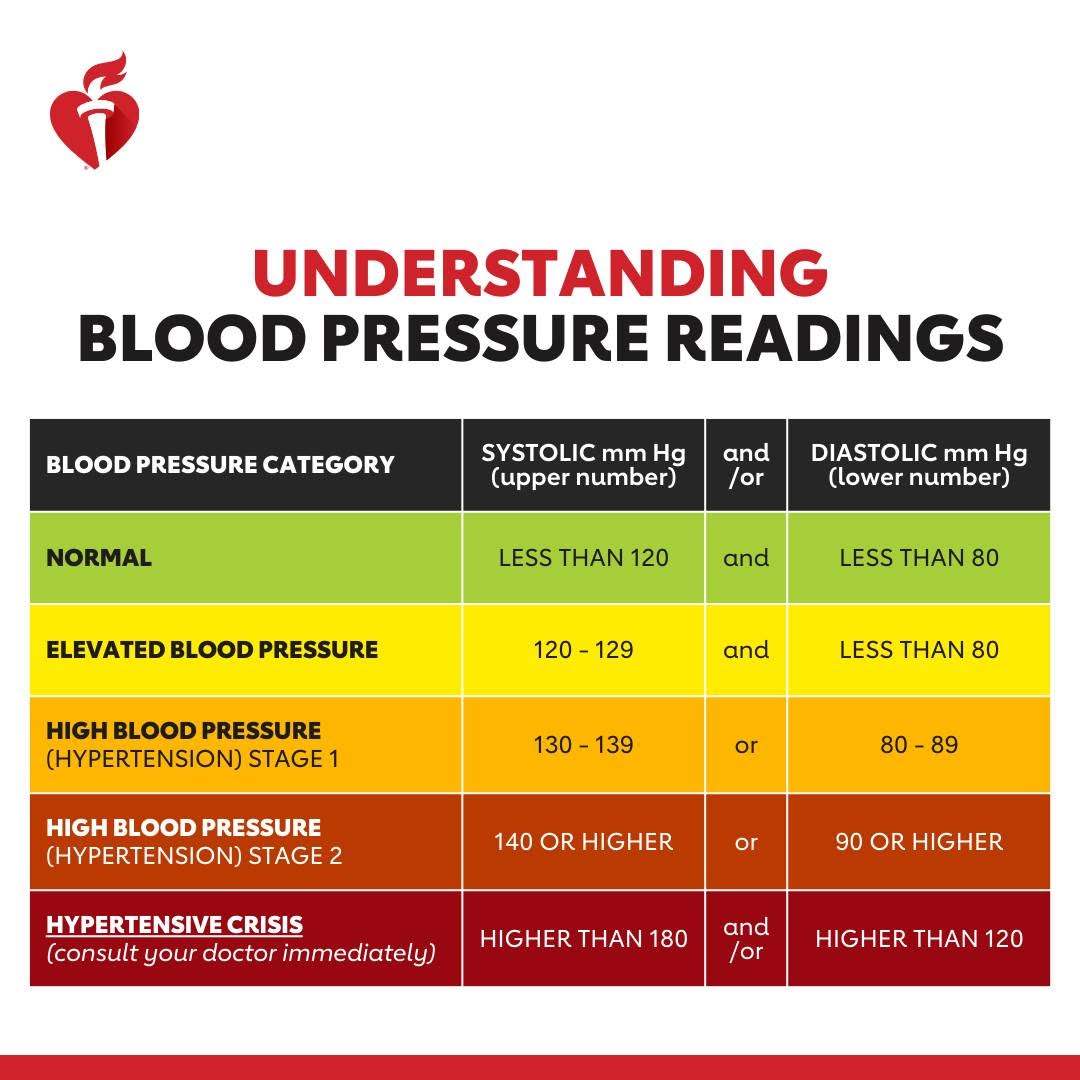 UNDERSTANDING
BLOOD PRESSURE READINGS
BLOOD PRESSURE CATEGORY
SYSTOLIC mm Hg
(upper number)
and
/or
DIASTOLIC mm Hg
(lower number)
NORMAL
LESS THAN 120
and
LESS THAN 80
ELEVATED BLOOD PRESSURE
120 – 129
and
LESS THAN 80
HIGH BLOOD PRESSURE
(HYPERTENSION) STAGE 1
130 – 139
or
80 – 89
HIGH BLOOD PRESSURE
(HYPERTENSION) STAGE 2
140 OR HIGHER
or
90 OR HIGHER
HYPERTENSIVE CRISIS
(consult your doctor immediately)
HIGHER THAN 180
and
/or
HIGHER THAN 120